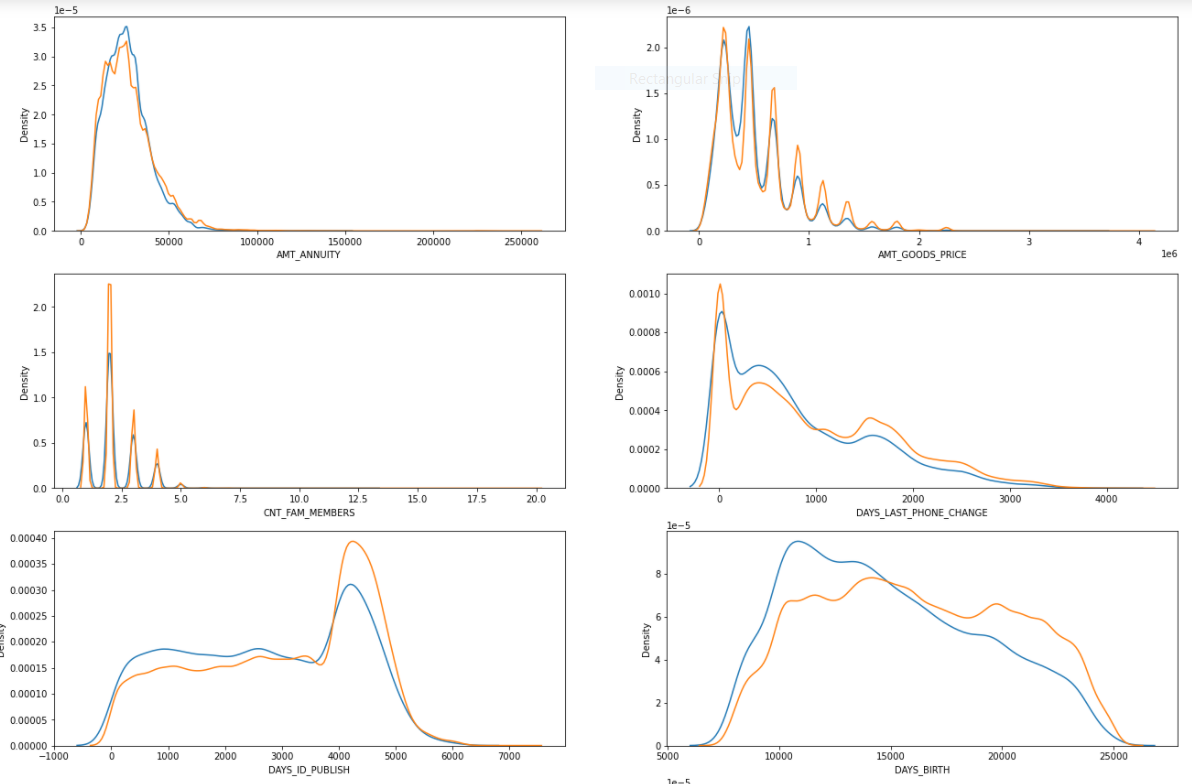 1e−5
Density
3.5
3.0
2.5
2.0
1.5
1.0
0.5
0.0
0 50000 100000 150000 200000 250000
AMT_ANNUITY
1e−6
Rectangular
Density
2.0
1.5
1.0
0.5
0.0
0 1 2 3 4
1e6
AMT_GOODS_PRICE
Density
2.0
1.5
1.0
0.5
0.0
0.0 2.5 5.0 7.5 10.0 12.5 15.0 17.5 20.0
CNT_FAM_MEMBERS
Density
0.0010
0.0008
0.0006
0.0004
0.0002
0.0000
0 1000 2000 3000 4000
DAYS_LAST_PHONE_CHANGE
Density
0.00040
0.00035
0.00030
0.00025
0.00020
0.00015
0.00010
0.00005
0.00000
−1000 0 1000 2000 3000 4000 5000 6000 7000
DAYS_ID_PUBLISH
1e−5
Density
8
6
4
2
0
5000 10000 15000 20000 25000
DAYS_BIRTH
1e−5